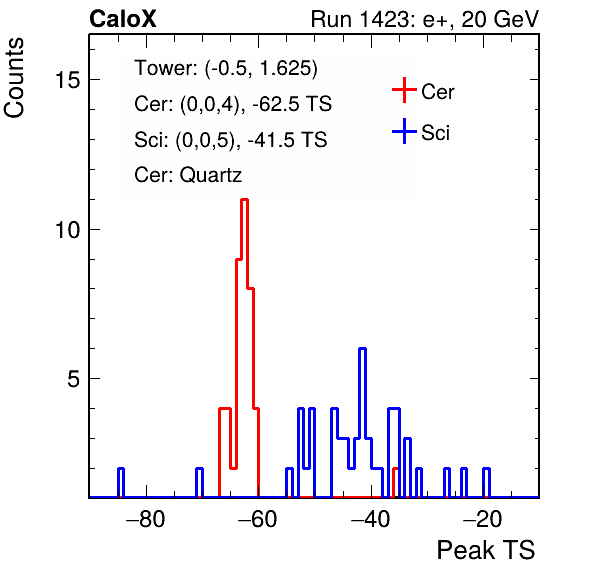 CaloX Run 1423: e+, 20 GeV
Counts
Tower: (-0.5, 1.625)
Cer: (0,0,4), -62.5 TS
Sci: (0,0,5), -41.5 TS
Cer: Quartz
Cer
Sci
15
10
5
−80 −60 −40 −20
Peak TS